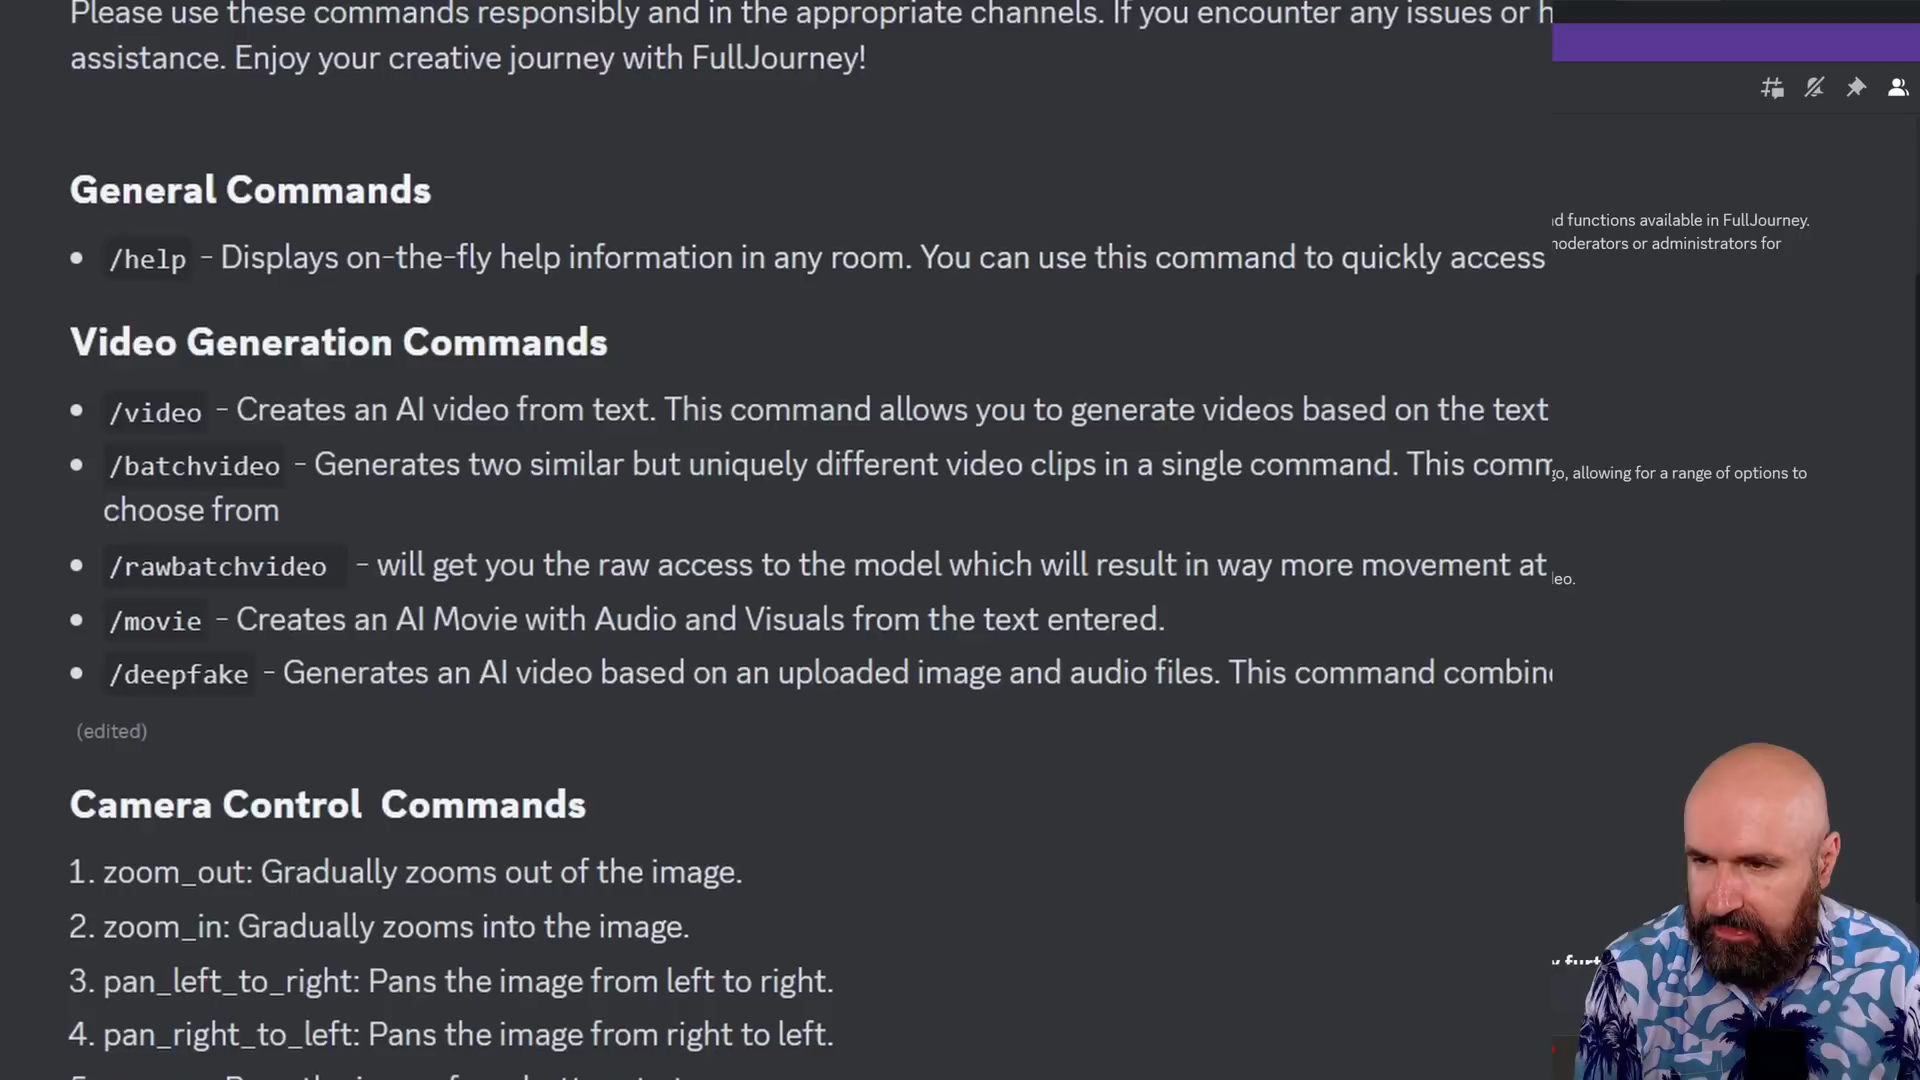 Please use these commands responsibly and in the appropriate channels. If you encounter any issues or
assistance. Enjoy your creative journey with FullJourney!
General Commands
functions available in FullJourney.
moderators or administrators for
• /help - Displays on-the-fly help information in any room. You can use this command to quickly access
Video Generation Commands
• /video - Creates an AI video from text. This command allows you to generate videos based on the text
• /batchvideo - Generates two similar but uniquely different video clips in a single command. This
allowing for a range of options to
choose from
• /rawbatchvideo - will get you the raw access to the model which will result in way more movement at
• /movie - Creates an AI Movie with Audio and Visuals from the text entered.
• /deepfake - Generates an AI video based on an uploaded image and audio files. This command
(edited)
Camera Control Commands
1. zoom_out: Gradually zooms out of the image.
2. zoom_in: Gradually zooms into the image.
3. pan_left_to_right: Pans the image from left to right.
4. pan_right_to_left: Pans the image from right to left.